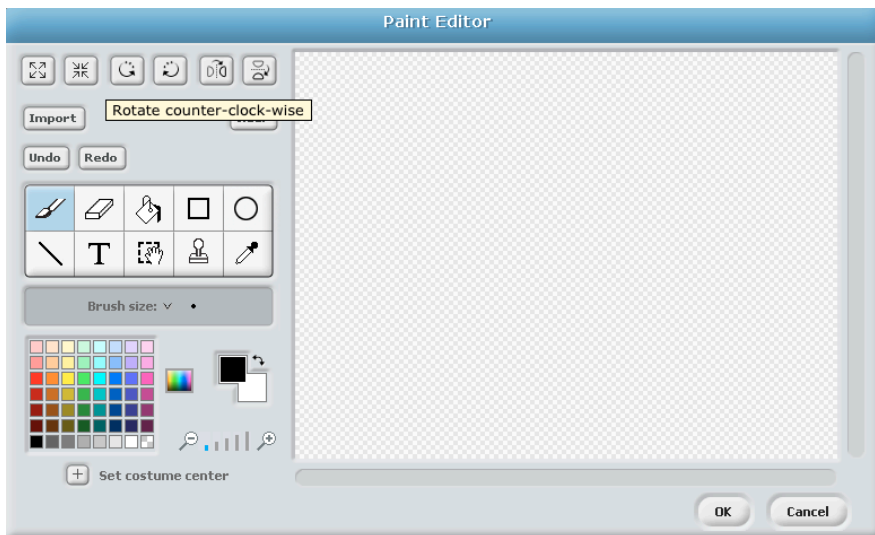 Paint Editor
Rotate counter-clock-wise
Import
Undo Redo
T
Brush size:
Set costume center
OK Cancel